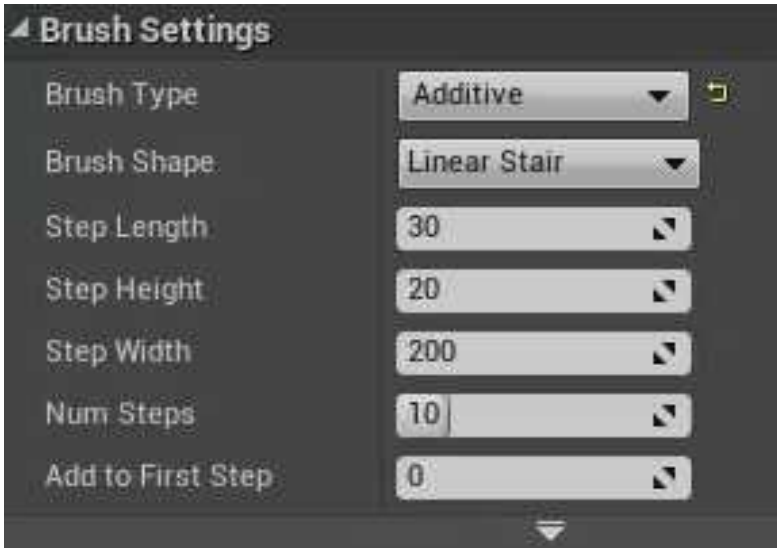 Brush Settings
Brush Type Additive
Brush Shape Linear Stair
Step Length 30
Step Height 20
Step Width 200
Num Steps 10
Add to First Step 0